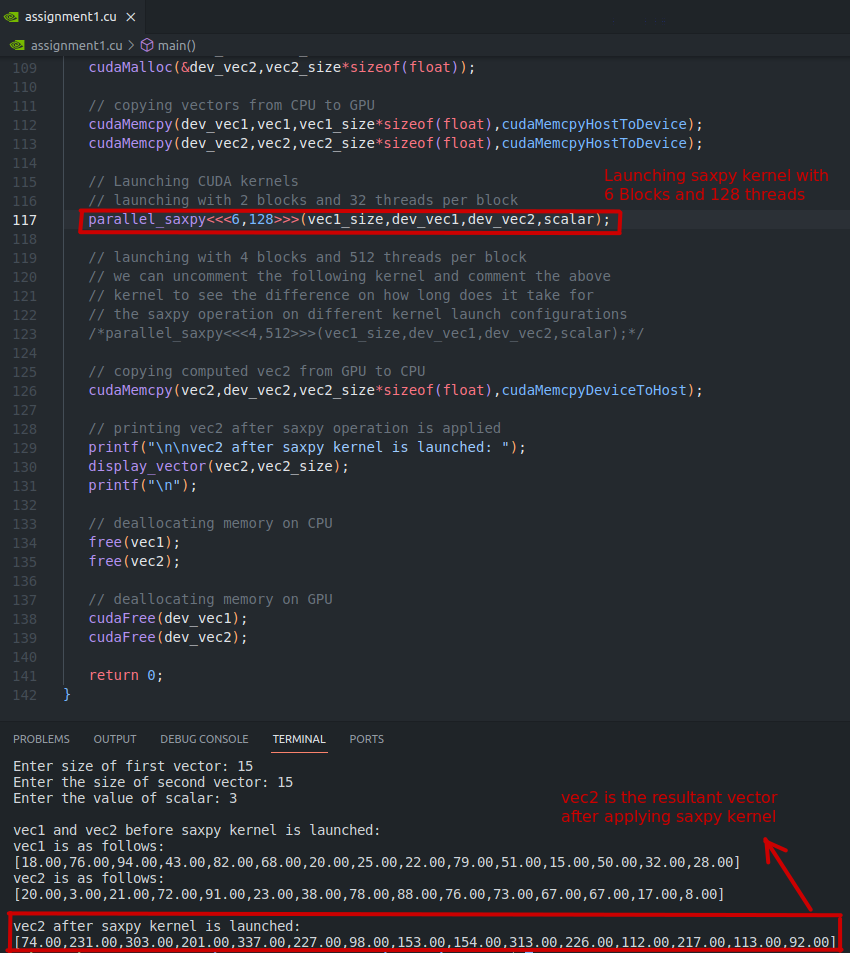 assignment1.cu ×
assignment1.cu > main()
109 cudaMalloc(&dev_vec2,vec2_size*sizeof(float));
110
111 // copying vectors from CPU to GPU
112 cudaMemcpy(dev_vec1,vec1,vec1_size*sizeof(float),cudaMemcpyHostToDevice);
113 cudaMemcpy(dev_vec2,vec2,vec2_size*sizeof(float),cudaMemcpyHostToDevice);
114
115 // Launching CUDA kernels
Launching saxpy kernel with
6 Blocks and 128 threads
116 // launching with 2 blocks and 32 threads per block
117 parallel_saxpy<<<6,128>>>(vec1_size,dev_vec1,dev_vec2,scalar);
118
119 // launching with 4 blocks and 512 threads per block
120 // we can uncomment the following kernel and comment the above
121 // kernel to see the difference on how long does it take for
122 // the saxpy operation on different kernel launch configurations
123 /*parallel_saxpy<<<4,512>>>(vec1_size,dev_vec1,dev_vec2,scalar);*/
124
125 // copying computed vec2 from GPU to CPU
126 cudaMemcpy(vec2,dev_vec2,vec2_size*sizeof(float),cudaMemcpyDeviceToHost);
127
128 // printing vec2 after saxpy operation is applied
129 printf("\n\nvec2 after saxpy kernel is launched: ");
130 display_vector(vec2,vec2_size);
131 printf("\n");
132
133 // deallocating memory on CPU
134 free(vec1);
135 free(vec2);
136
137 // deallocating memory on GPU
138 cudaFree(dev_vec1);
139 cudaFree(dev_vec2);
140
141 return 0;
142 }
PROBLEMS OUTPUT DEBUG CONSOLE TERMINAL PORTS
Enter size of first vector: 15
Enter the size of second vector: 15
Enter the value of scalar: 3
vec2 is the resultant vector
after applying saxpy kernel
vec1 and vec2 before saxpy kernel is launched:
vec1 is as follows:
[18.00,76.00,94.00,43.00,82.00,68.00,20.00,25.00,22.00,79.00,51.00,15.00,50.00,32.00,28.00]
vec2 is as follows:
[20.00,3.00,21.00,72.00,91.00,23.00,38.00,78.00,88.00,76.00,73.00,67.00,67.00,17.00,8.00]
vec2 after saxpy kernel is launched:
[74.00,231.00,303.00,201.00,337.00,227.00,98.00,153.00,154.00,313.00,226.00,112.00,217.00,113.00,92.00]